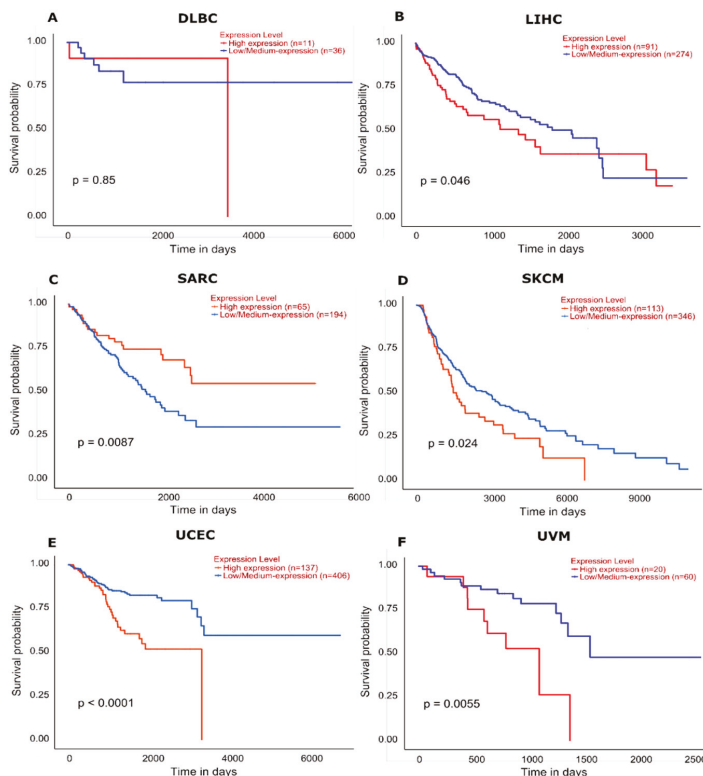 A
DLBC
Expression Level
High expression (n=11)
Low/Medium-expression (n=36)
1.00
0.75
0.50
0.25
0.00
Survival probability
p = 0.85
0 2000 4000 6000
Time in days
B
LIHC
Expression Level
High expression (n=91)
Low/Medium-expression (n=274)
1.00
0.75
0.50
0.25
0.00
Survival probability
p = 0.046
0 1000 2000 3000
Time in days
C
SARC
Expression Level
High expression (n=65)
Low/Medium-expression (n=194)
1.00
0.75
0.50
0.25
0.00
Survival probability
p = 0.0087
0 2000 4000 6000
Time in days
D
SKCM
Expression Level
High expression (n=113)
Low/Medium-expression (n=346)
1.00
0.75
0.50
0.25
0.00
Survival probability
p = 0.024
0 3000 6000 9000
Time in days
E
UCEC
Expression Level
High expression (n=137)
Low/Medium-expression (n=406)
1.00
0.75
0.50
0.25
0.00
Survival probability
p < 0.0001
0 2000 4000 6000
Time in days
F
UVM
Expression Level
High expression (n=20)
Low/Medium-expression (n=60)
1.00
0.75
0.50
0.25
0.00
Survival probability
p = 0.0055
0 500 1000 1500 2000 2500
Time in days